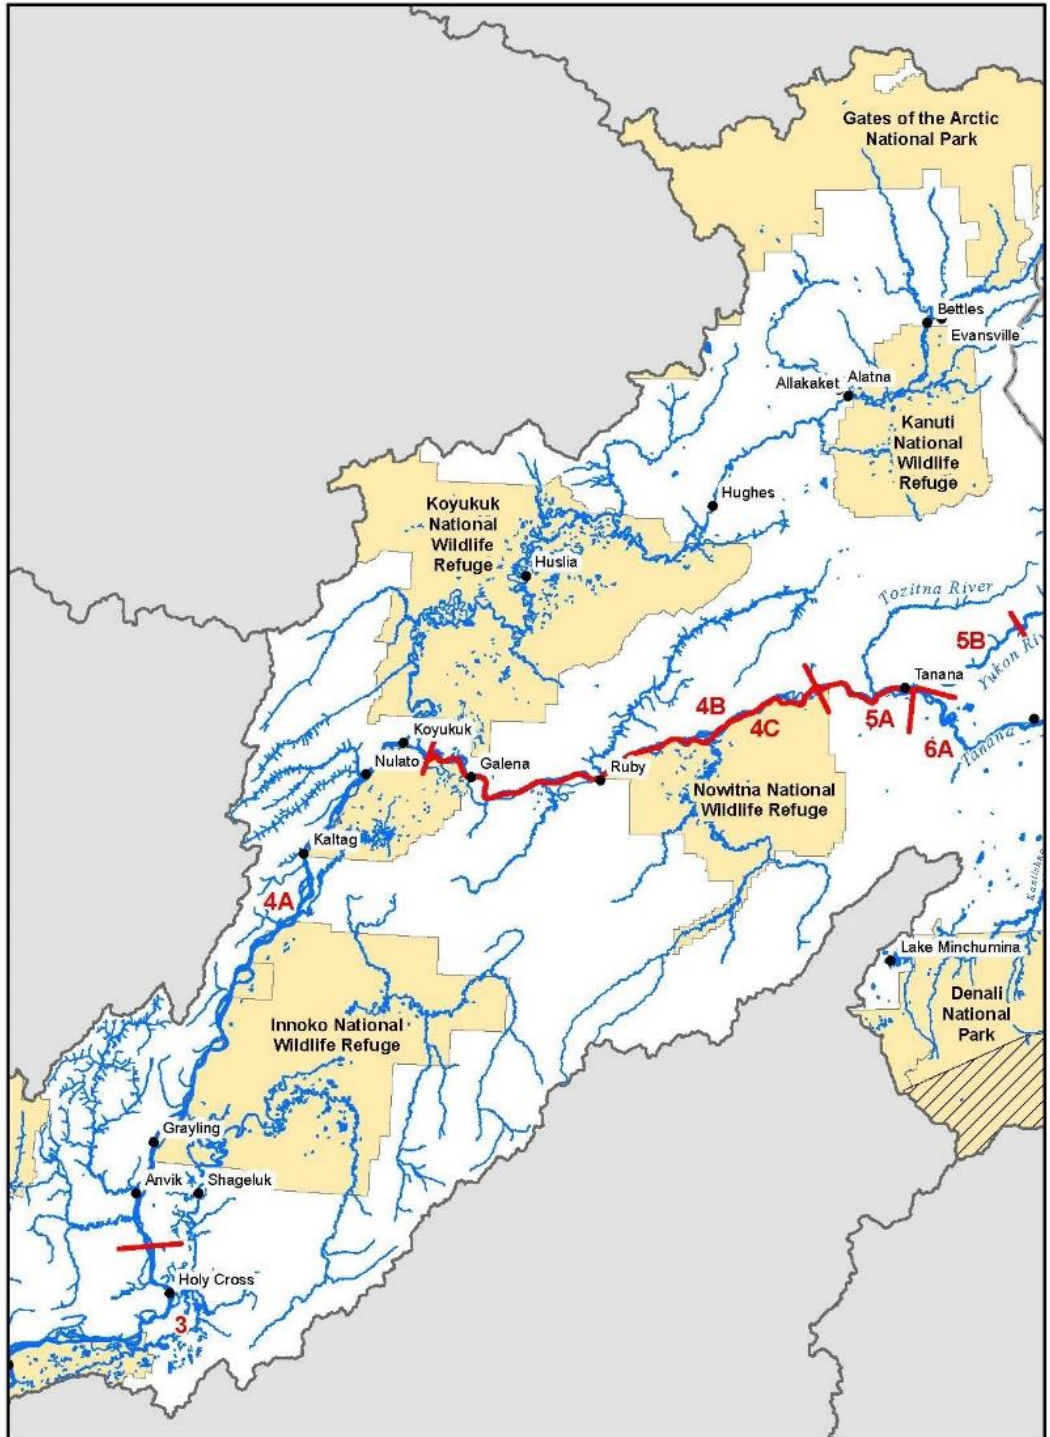 Gates of the Arctic
National Park
Bettles
Evansville
Allakaket
Alatna
Kanuti
National
Wildlife
Refuge
Hughes
Koyukuk
National
Wildlife
Refuge
Huslia
Tozitna River
5B
Yukon Riv
Tanana
4B
4C
5A
6A
Tanana
Koyukuk
Nulato
Galena
Ruby
Nowitna National
Wildlife Refuge
Kaltag
4A
Kantishna
Lake Minchumina
Denali
National
Park
Innoko National
Wildlife Refuge
Grayling
Anvik
Shageluk
Holy Cross
3